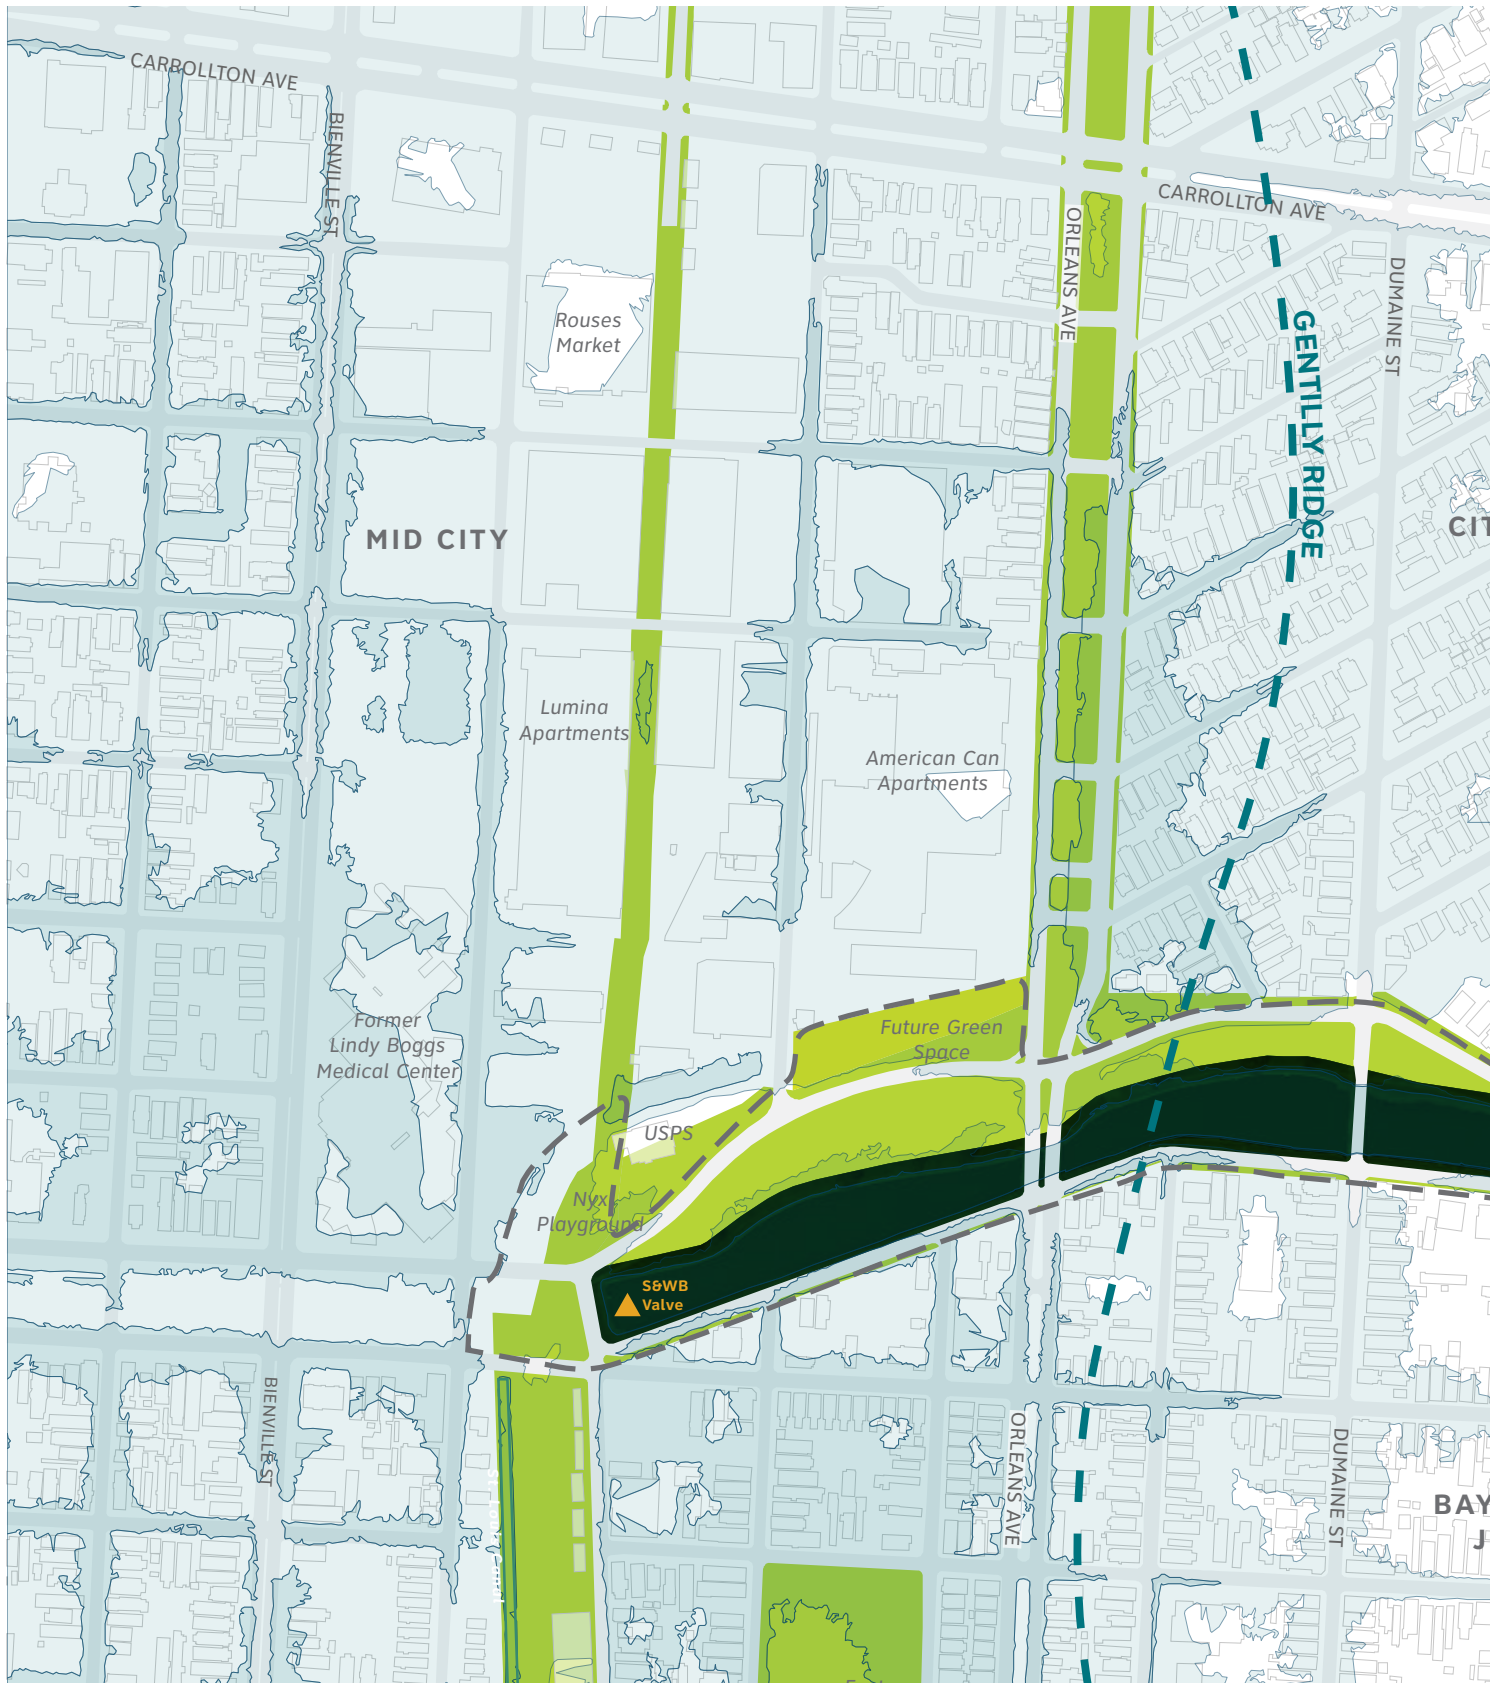 CARROLLTON AVE
BIENVILLE ST
CARROLLTON AVE
ORLEANS AVE
DUMAINE ST
Rouses
Market
GENTILLY RIDGE
MID CITY
CIT
Lumina
Apartments
American Can
Apartments
Former
Lindy Boggs
Medical Center
Future Green
Space
USPS
Nyx
Playground
S&WB
Valve
BIENVILLE ST
ORLEANS AVE
DUMAINE ST
BAY
J